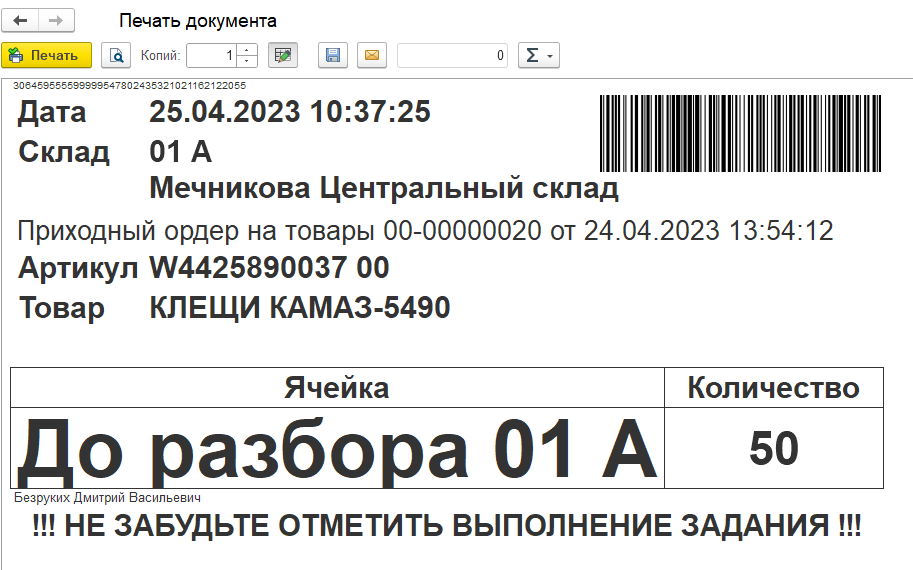 Печать документа
Печать Копий: 1 0 Σ
306459555599999547802435321021162122055
Дата 25.04.2023 10:37:25
Склад 01 А
Мечникова Центральный склад
Приходный ордер на товары 00-00000020 от 24.04.2023 13:54:12
Артикул W4425890037 00
Товар КЛЕЩИ КАМАЗ-5490
Ячейка Количество
До разбора 01 А 50
Безруких Дмитрий Васильевич
!!! НЕ ЗАБУДЬТЕ ОТМЕТИТЬ ВЫПОЛНЕНИЕ ЗАДАНИЯ !!!